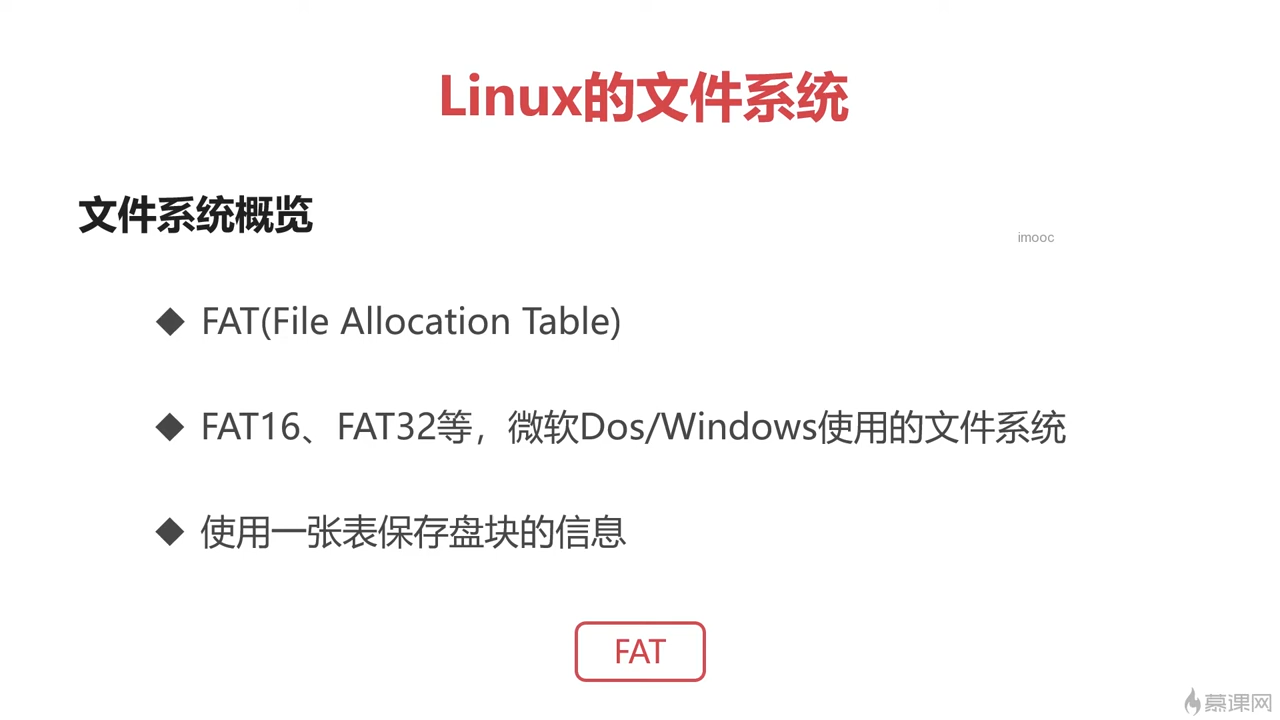 Linux的文件系统
文件系统概览
imooc
◆ FAT(File Allocation Table)
◆ FAT16、FAT32等，微软Dos/Windows使用的文件系统
◆ 使用一张表保存盘块的信息
FAT
慕课网